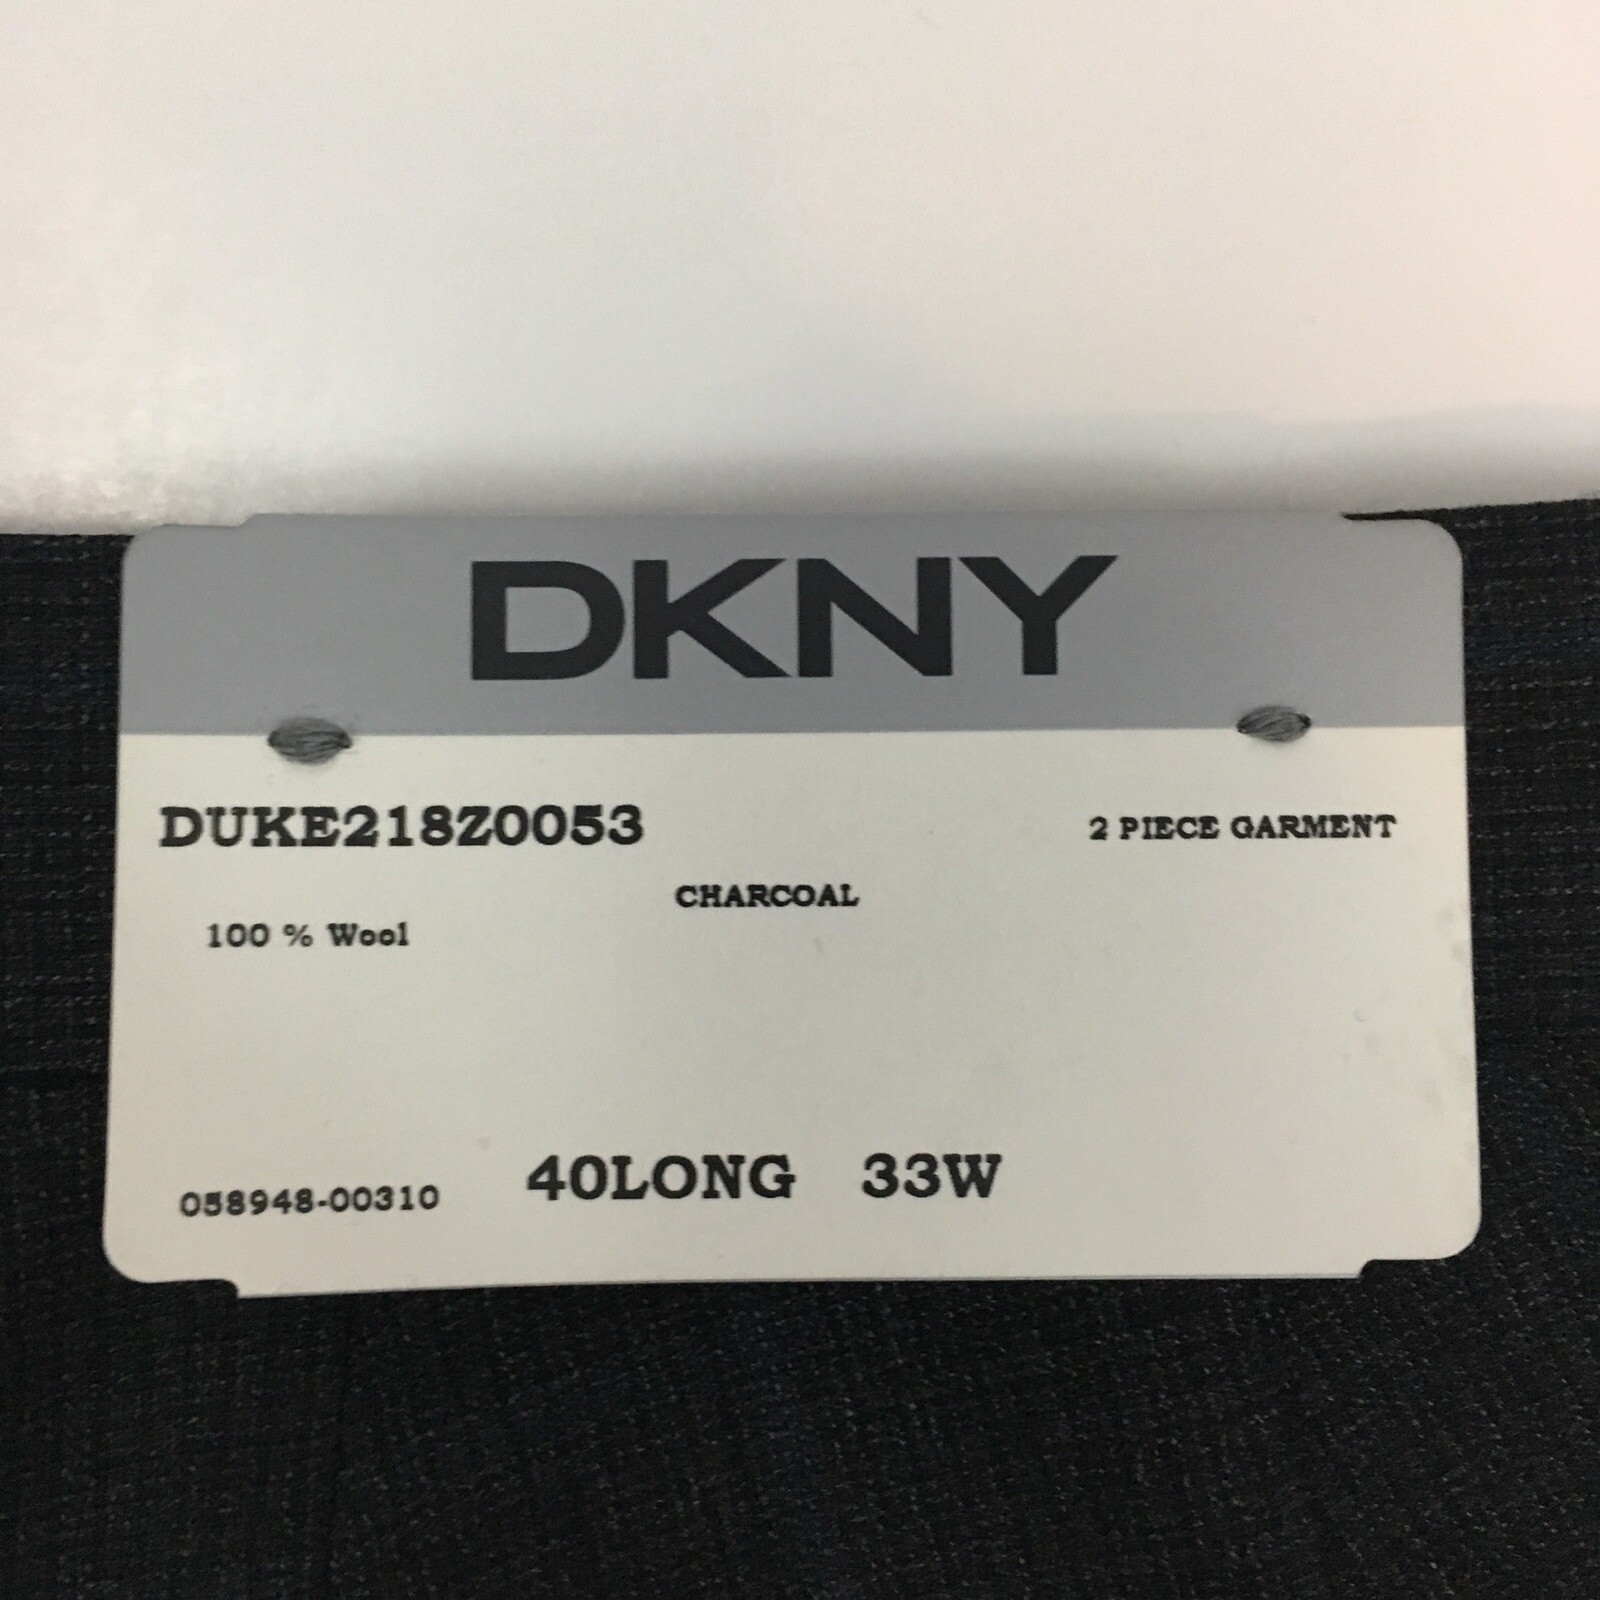 DKNY
DUKE218Z0053
2 PIECE GARMENT
CHARCOAL
100 % Wool
058948-00310
40LONG 33W